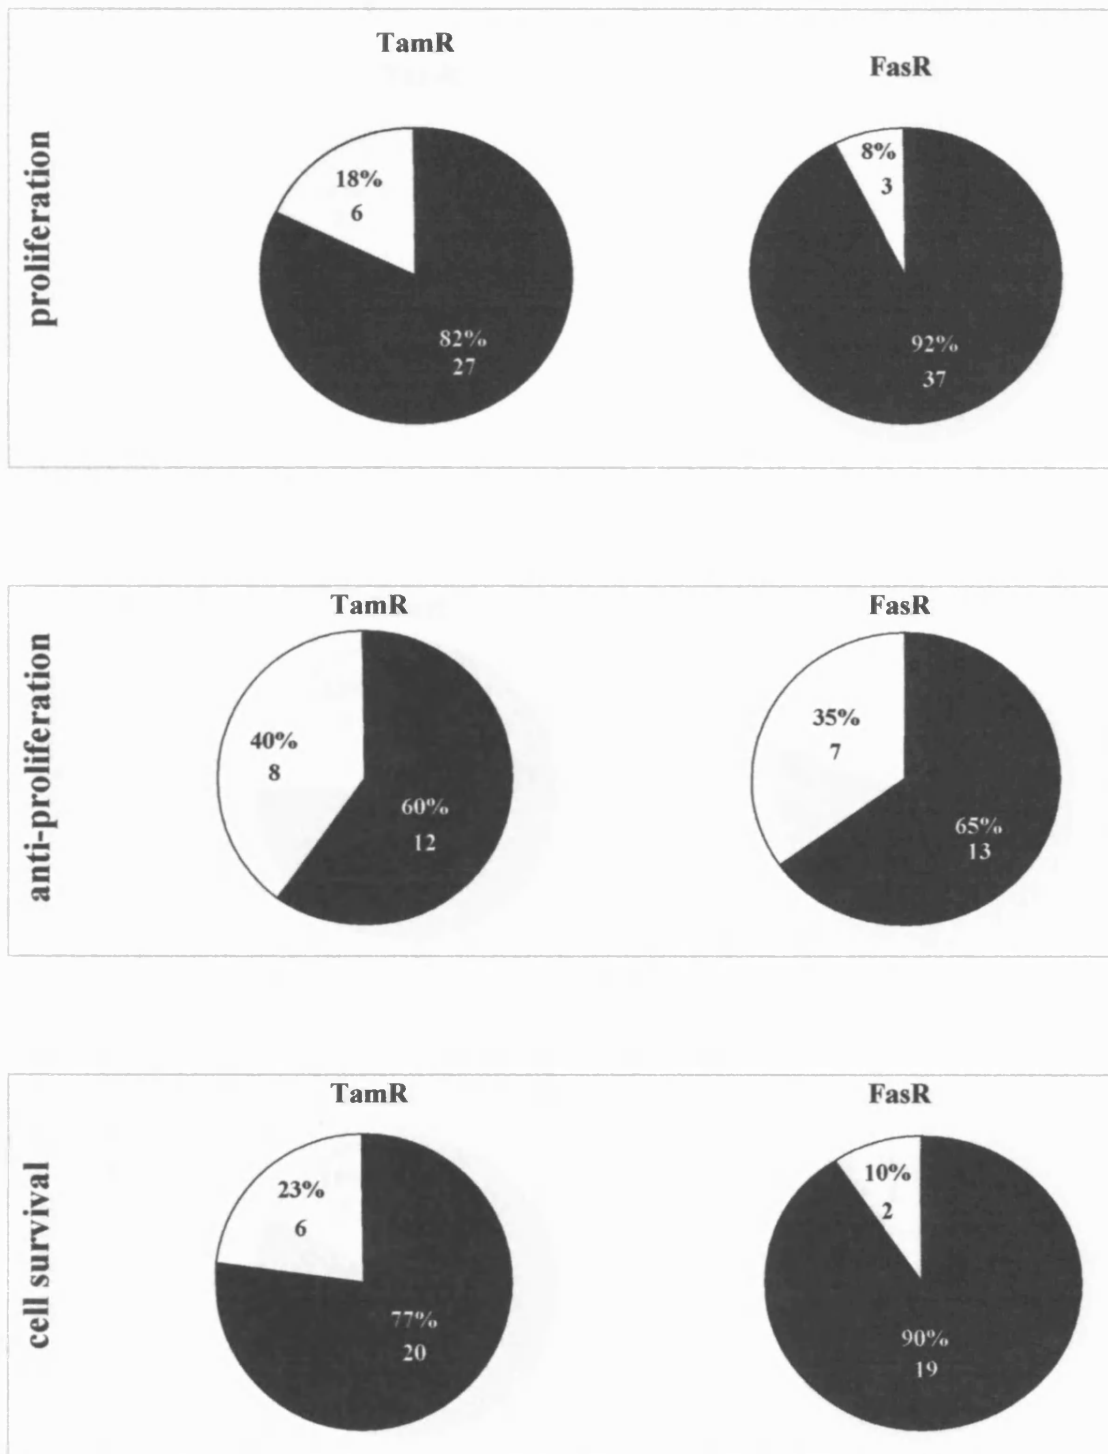 proliferation
TamR
18%
6
82%
27
FasR
8%
3
92%
37
anti-proliferation
TamR
40%
8
60%
12
FasR
35%
7
65%
13
cell survival
TamR
23%
6
77%
20
FasR
10%
2
90%
19